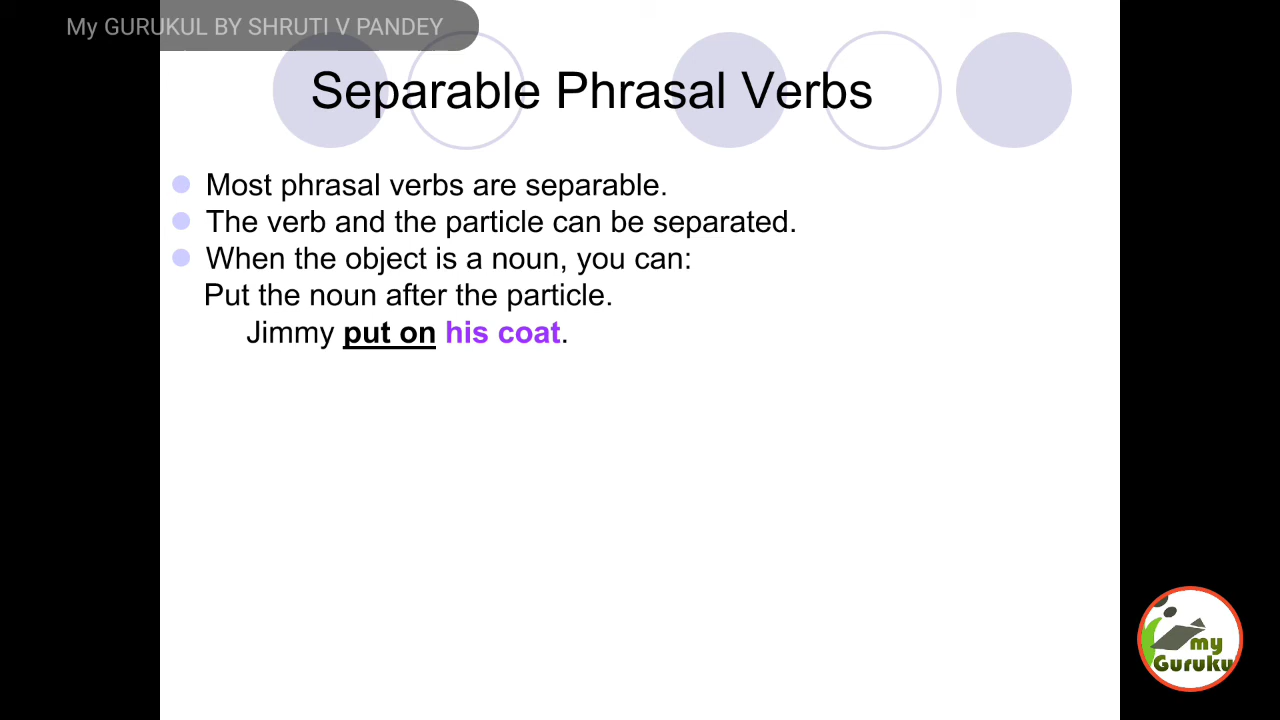 My GURUKUL BY SHRUTI V PANDEY
Separable Phrasal Verbs
Most phrasal verbs are separable.
The verb and the particle can be separated.
When the object is a noun, you can:
Put the noun after the particle.
Jimmy put on his coat.
my
Guruku